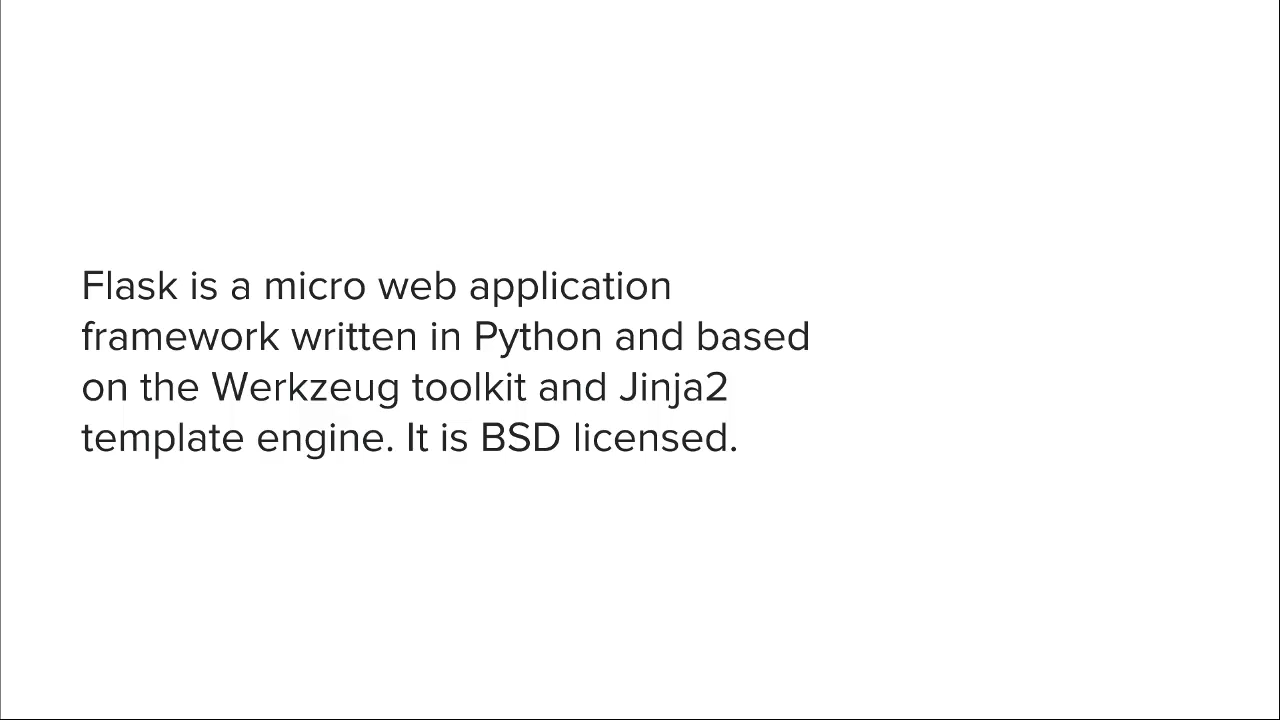 Flask is a micro web application
framework written in Python and based
on the Werkzeug toolkit and Jinja2
template engine. It is BSD licensed.